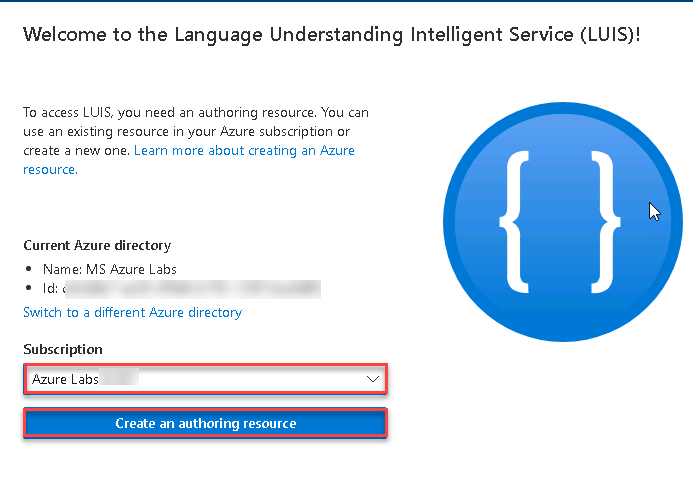 Welcome to the Language Understanding Intelligent Service (LUIS)!
To access LUIS, you need an authoring resource. You can
use an existing resource in your Azure subscription or
create a new one. Learn more about creating an Azure
resource.
Current Azure directory
• Name: MS Azure Labs
• Id:
Switch to a different Azure directory
Subscription
Azure Labs
Create an authoring resource
{ }